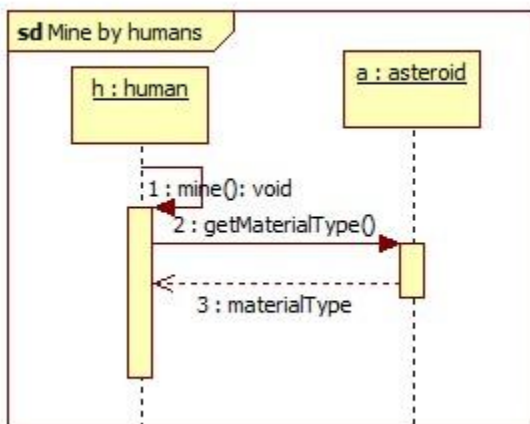 sd Mine by humans
h : human
a : asteroid
1 : mine(): void
2 : getMaterialType()
3 : materialType